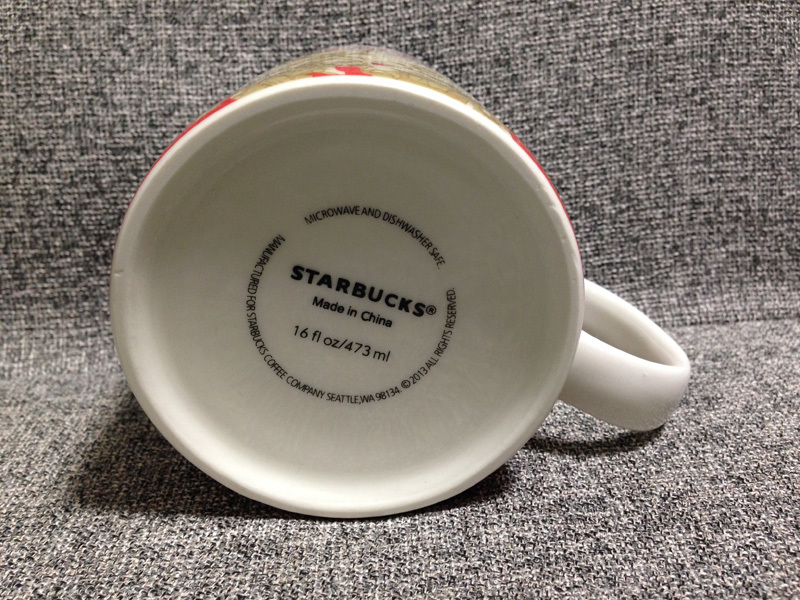 MICROWAVE AND DISHWASHER SAFE.
STARBUCKS®
Made in China
16 fl oz/473 ml
MANUFACTURED FOR STARBUCKS COFFEE COMPANY SEATTLE, WA 98134. © 2013 ALL RIGHTS RESERVED.